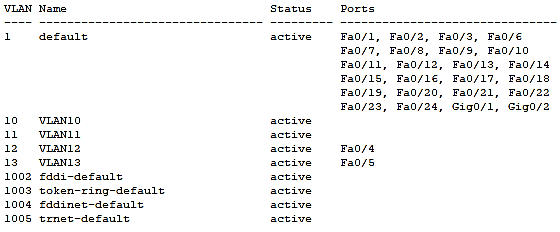 VLAN Name                             Status    Ports
---- -------------------------------- --------- -------------------------------
1    default                          active    Fa0/1, Fa0/2, Fa0/3, Fa0/6
                                                Fa0/7, Fa0/8, Fa0/9, Fa0/10
                                                Fa0/11, Fa0/12, Fa0/13, Fa0/14
                                                Fa0/15, Fa0/16, Fa0/17, Fa0/18
                                                Fa0/19, Fa0/20, Fa0/21, Fa0/22
                                                Fa0/23, Fa0/24, Gig0/1, Gig0/2
10   VLAN10                           active
11   VLAN11                           active
12   VLAN12                           active    Fa0/4
13   VLAN13                           active    Fa0/5
1002 fddi-default                     active
1003 token-ring-default               active
1004 fddinet-default                  active
1005 trnet-default                    active